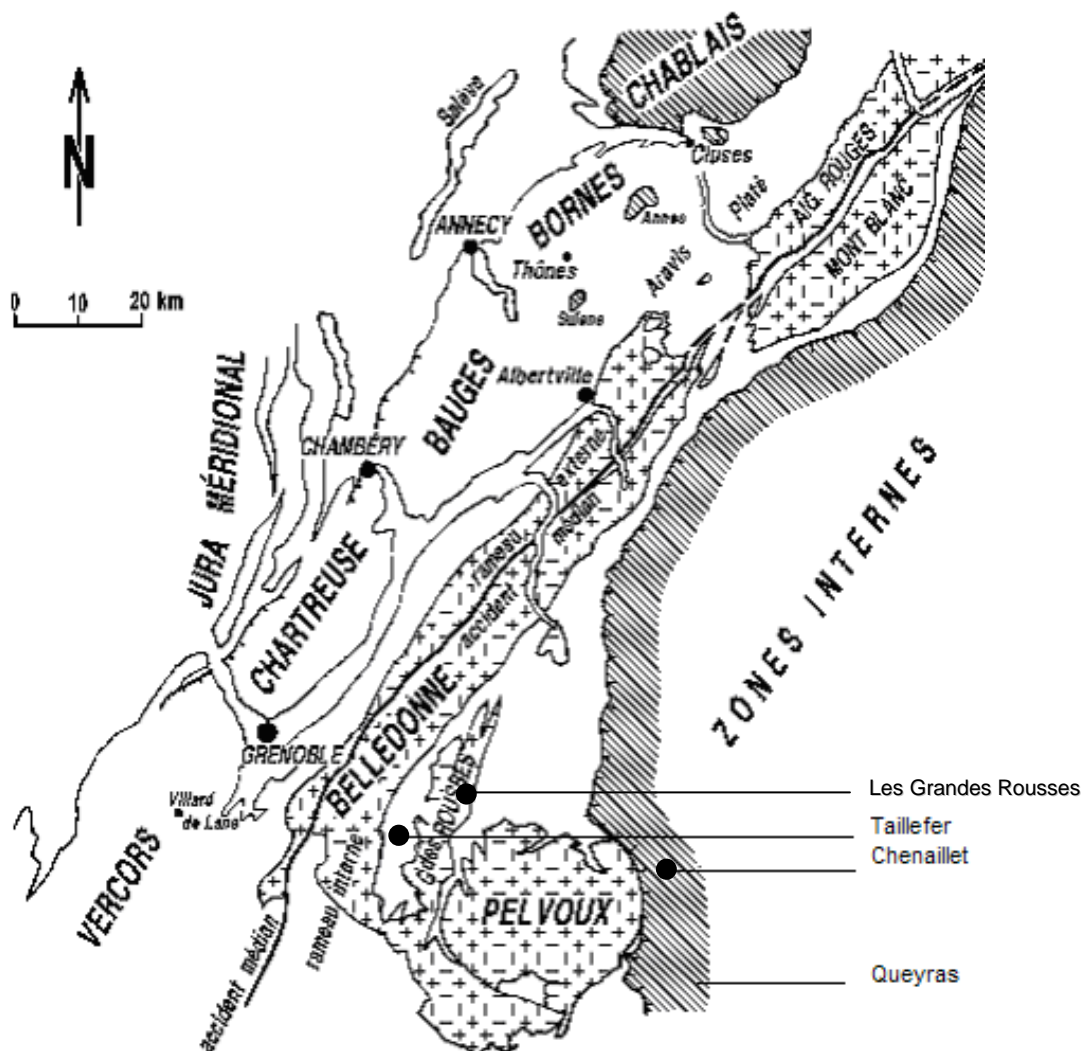 CHABLAIS
N
Salève
Cluses
AIG. ROUGES
Platé
BORNES
MONT BLANC
Annes
ANNECY
Thônes
Aravis
0 10 20 km
Sulens
JURA MÉRIDIONAL
Albertville
BAUGES
externe
CHAMBÉRY
médian
rameau
ZONES INTERNES
CHARTREUSE
accident
BELLEDONNE
GRENOBLE
Les Grandes Rousses
Villard
de Lans
Gdes ROUSSES
Taillefer
Chenaillet
VERCORS
interne
PELVOUX
rameau
Queyras
accident médian